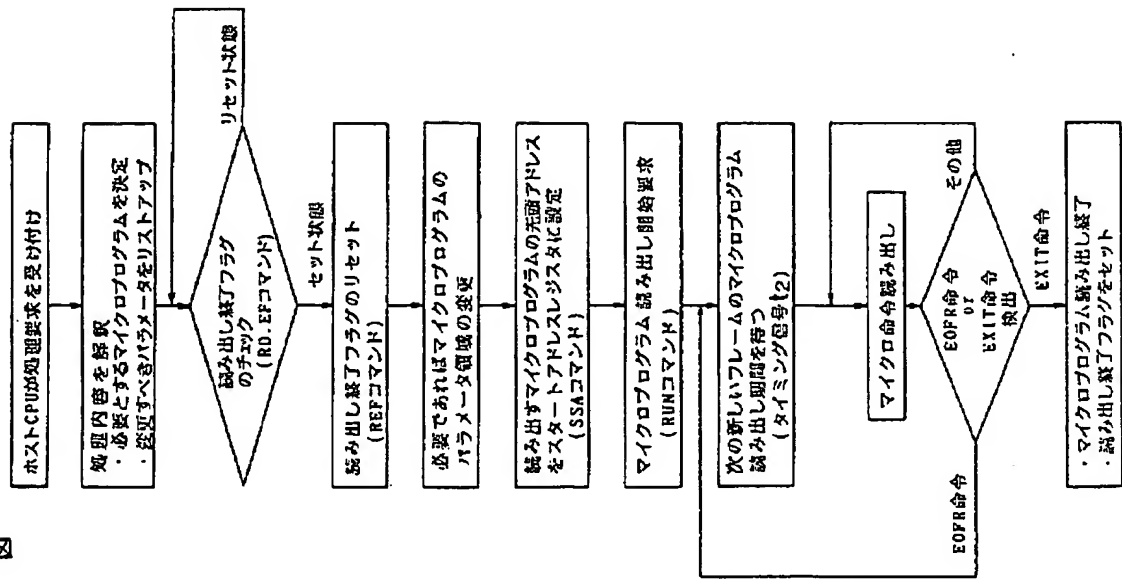 図
ホストCPUが処理要求を受け付け
処理内容を解釈
・必要とするマイクロプログラムを決定
・変更すべきパラメータをリストアップ
読み出し終了フラグ
のチェック
(RD.EFコマンド)
リセット状態
セット状態
読み出し終了フラグのリセット
(REFコマンド)
必要であればマイクロプログラムの
パラメータ領域の変更
読み出すマイクロプログラムの先頭アドレス
をスタートアドレスレジスタに設定
(SSAコマンド)
マイクロプログラム読み出し開始要求
(RUNコマンド)
次の新しいフレームのマイクロプログラム
読み出し期間を待つ
(タイミング信号t2)
マイクロ命令読み出し
EOFR命令
or
EXIT命令
検出
その他
EOFR命令
EXIT命令
・マイクロプログラム読み出し終了
・読み出し終了フラグをセット